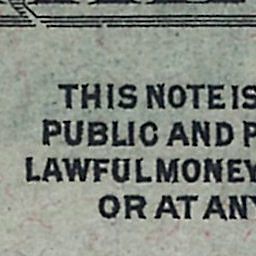 THIS NOTE IS
PUBLIC AND P
LAWFUL MONEY
OR AT ANY